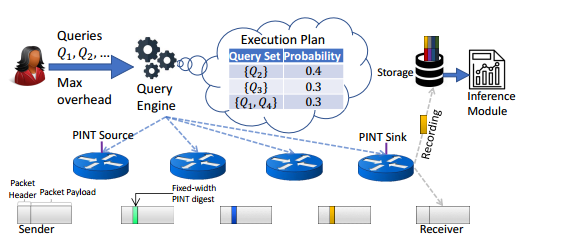 Queries
Q₁, Q₂, ...
Max
overhead
Query
Engine
Execution Plan
Query Set Probability
{Q₂} 0.4
{Q₃} 0.3
{Q₁, Q₄} 0.3
Storage
Inference
Module
Recording
PINT Source
PINT Sink
Packet
Header
Packet Payload
Fixed-width
PINT digest
Sender
Receiver